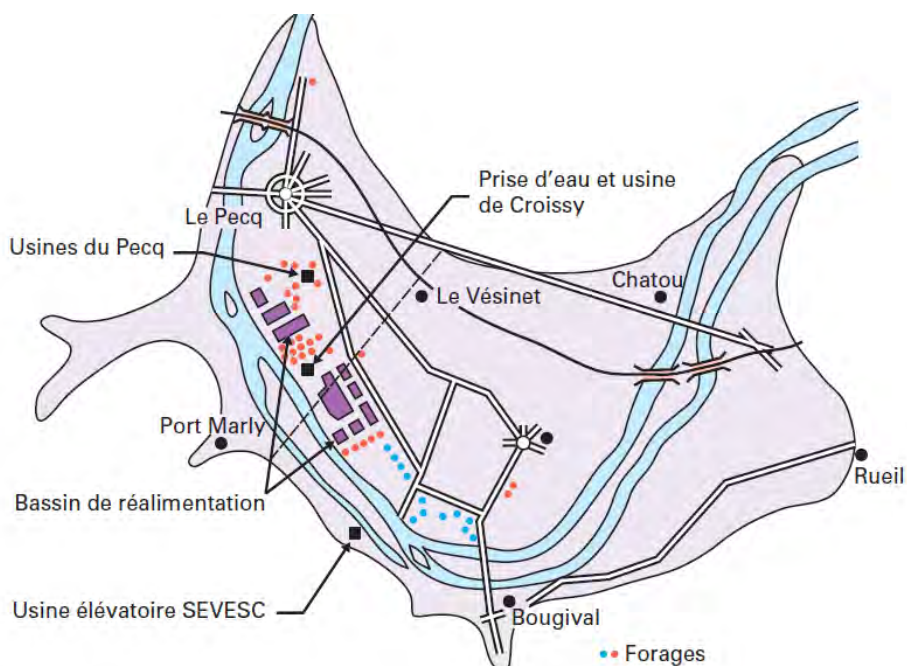 Prise d'eau et usine
de Croissy
Le Pecq
Usines du Pecq
Chatou
Le Vésinet
Port Marly
Rueil
Bassin de réalimentation
Usine élévatoire SEVESC
Bougival
Forages